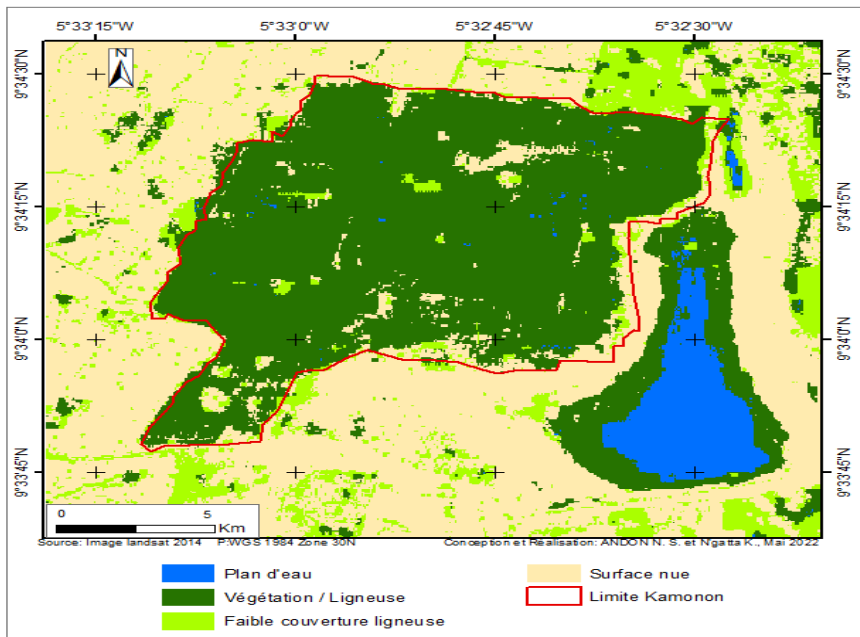 5°33'15"W 5°33'0"W 5°32'45"W 5°32'30"W
N
9°34'30"N 9°34'30"N
9°34'15"N 9°34'15"N
9°34'0"N 9°34'0"N
9°33'45"N 9°33'45"N
0 5
Km
Source: Image landsat 2014 P:WGS 1984 Zone 30N Conception et Réalisation: ANDON N. S. et N'gatta K., Mai 2022
Plan d'eau Surface nue
Végétation / Ligneuse Limite Kamonon
Faible couverture ligneuse